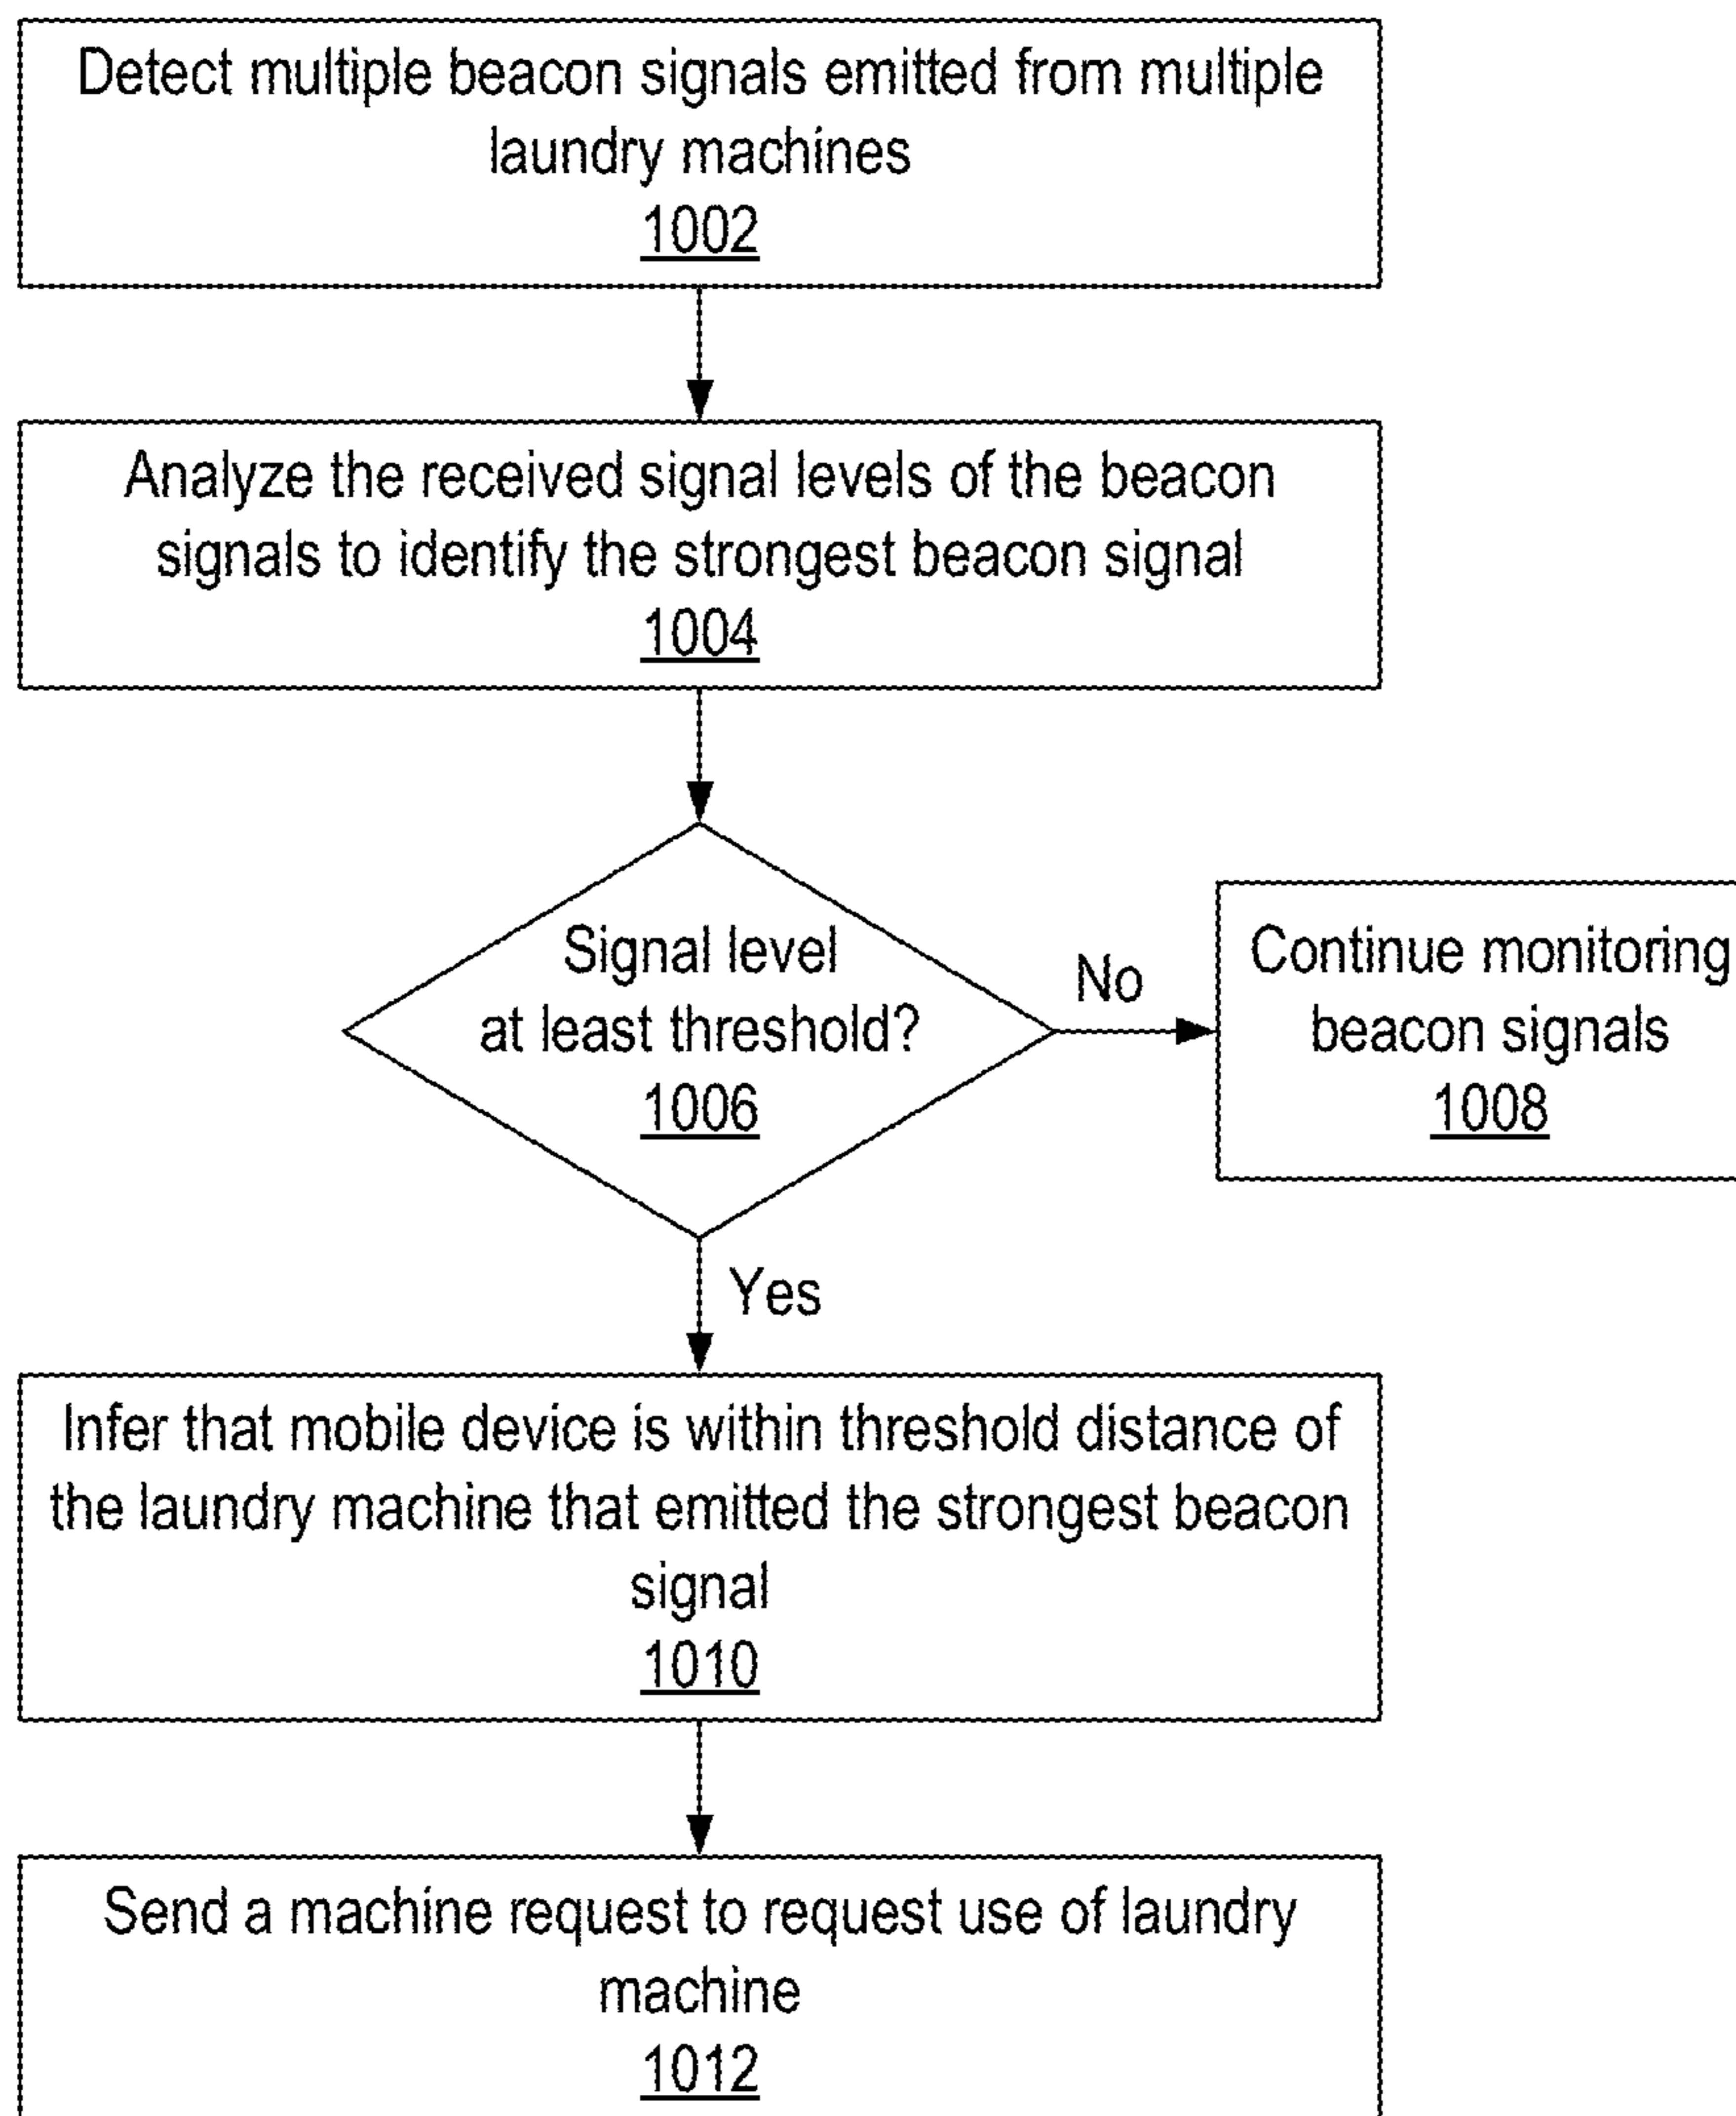 Detect multiple beacon signals emitted from multiple
laundry machines
1002
Analyze the received signal levels of the beacon
signals to identify the strongest beacon signal
1004
Signal level
at least threshold?
1006
No
Continue monitoring
beacon signals
1008
Yes
Infer that mobile device is within threshold distance of
the laundry machine that emitted the strongest beacon
signal
1010
Send a machine request to request use of laundry
machine
1012